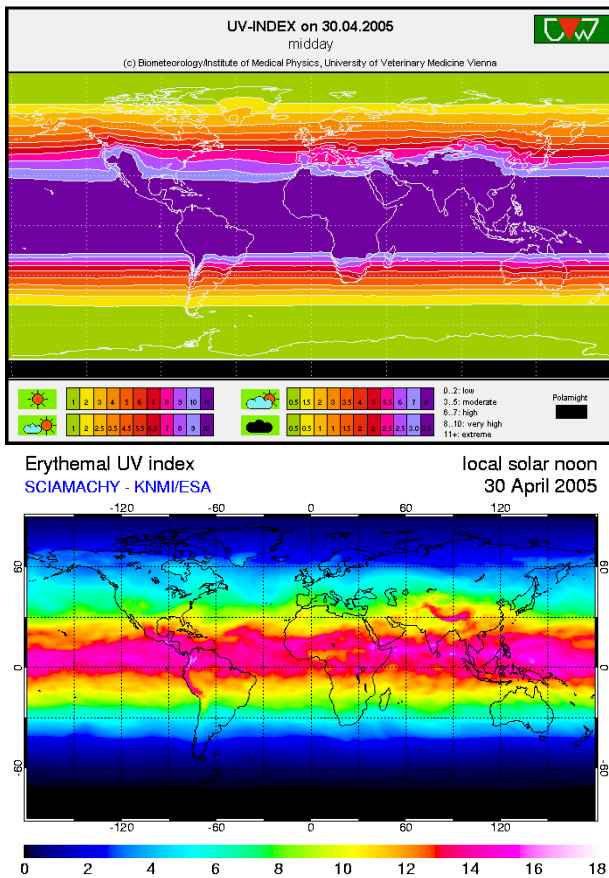 UV-INDEX on 30.04.2005
midday
(c) Biometeorology/Institute of Medical Physics, University of Veterinary Medicine Vienna
1 2 3 4 5 6 7 8 9 10 11
0.5 1.5 2 3 3.5 4 5 5.5 6 7 8
0..2: low
3..5: moderate
6..7: high
8..10: very high
11+: extreme
Polarnight
1 2 2.5 3.5 4.5 5.5 6.5 7 8 9 10
0.5 0.5 1 1 1.5 2 2 2.5 2.5 3.0 3.5
Erythemal UV index
local solar noon
SCIAMACHY - KNMI/ESA
30 April 2005
-120 -60 0 60 120
60 60
0 0
-60 -60
-120 -60 0 60 120
0 2 4 6 8 10 12 14 16 18